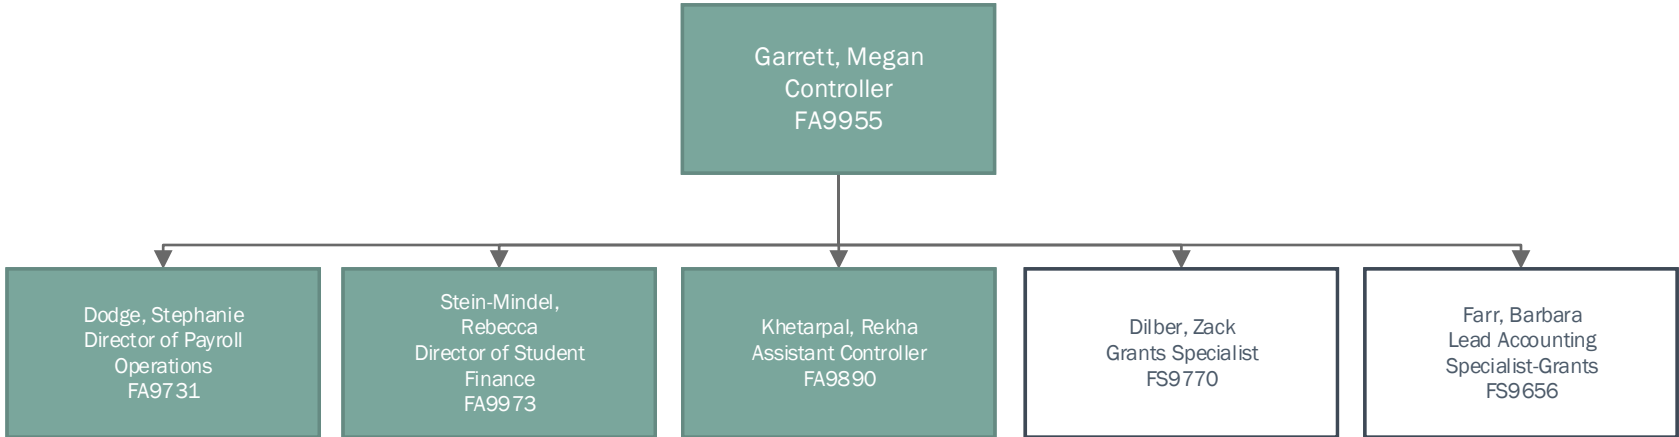 Garrett, Megan
Controller
FA9955
Dodge, Stephanie
Director of Payroll
Operations
FA9731
Stein-Mindel,
Rebecca
Director of Student
Finance
FA9973
Khetarpal, Rekha
Assistant Controller
FA9890
Dilber, Zack
Grants Specialist
FS9770
Farr, Barbara
Lead Accounting
Specialist-Grants
FS9656